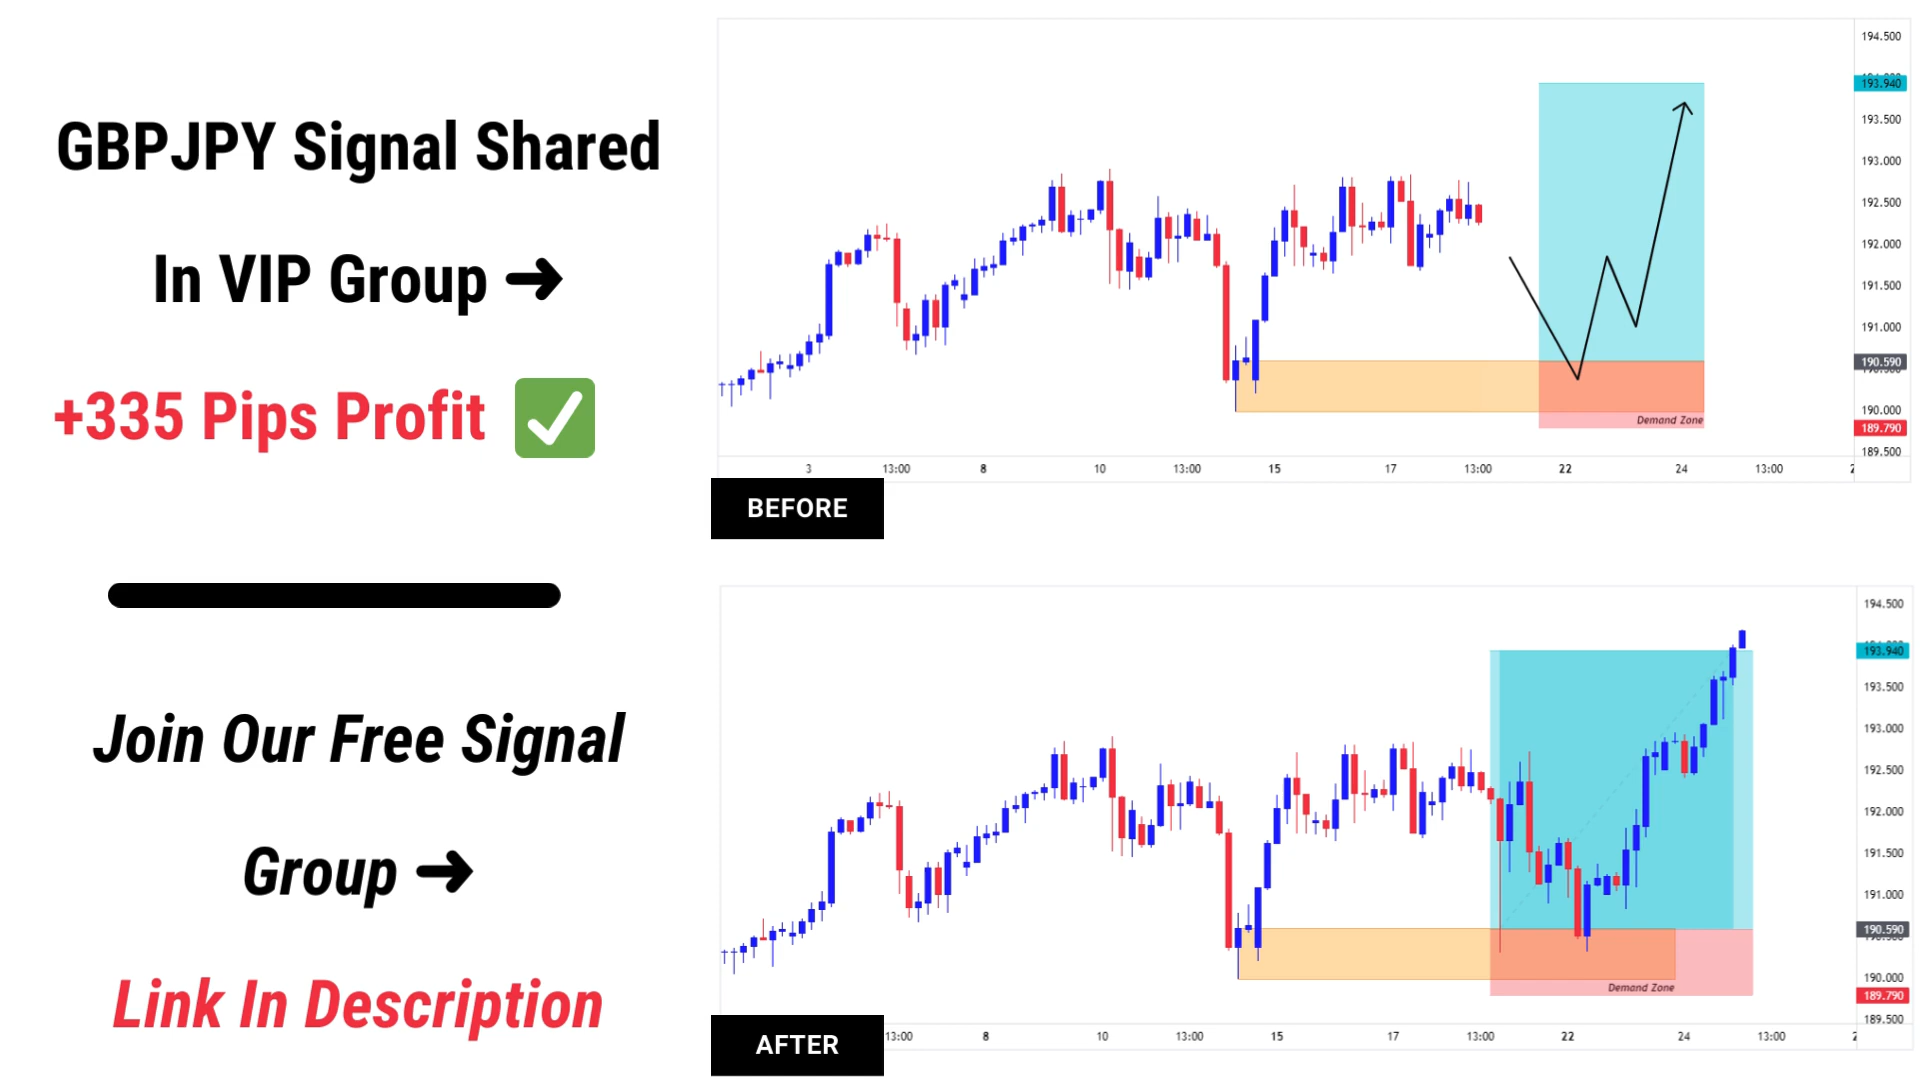 GBPJPY Signal Shared
In VIP Group ➜
+335 Pips Profit ✅
Join Our Free Signal
Group ➜
Link In Description
194.500
193.940
193.500
193.000
192.500
192.000
191.500
191.000
190.590
190.000
189.790
189.500
Demand Zone
3 13:00 8 10 13:00 15 17 13:00 22 24 13:00
BEFORE
194.500
193.940
193.500
193.000
192.500
192.000
191.500
191.000
190.590
190.000
189.790
189.500
Demand Zone
13:00 8 10 13:00 15 17 13:00 22 24 13:00
AFTER